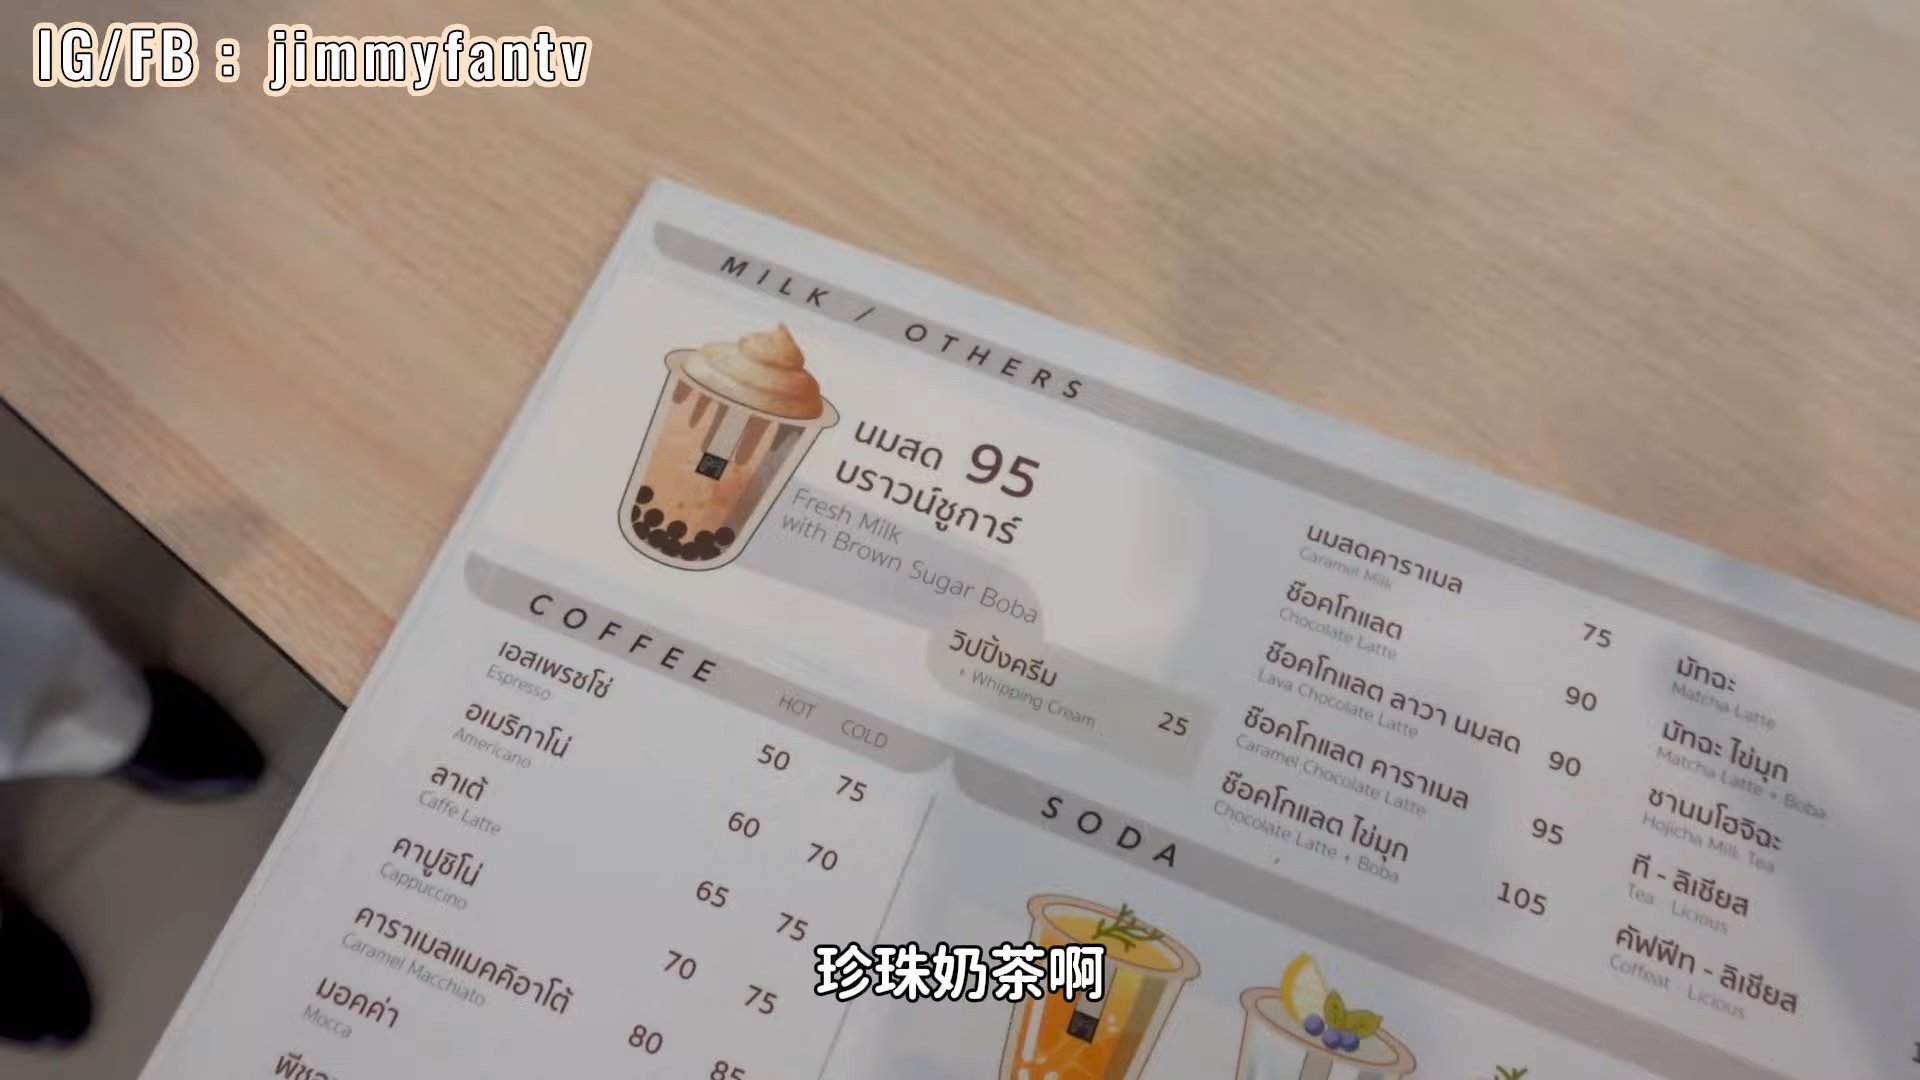 IG/FB : jimmyfantv
MILK / OTHERS
นมสด 95
บราวน์ชูการ์
Fresh Milk
with Brown Sugar Boba
วิปปิ้งครีม
+ Whipping Cream 25
นมสดคาราเมล
Caramel Milk 75
ช๊อคโกแลต
Chocolate Latte 90
ช๊อคโกแลต ลาวา นมสด
Lava Chocolate Latte 90
ช๊อคโกแลต คาราเมล
Caramel Chocolate Latte 95
ช๊อคโกแลต ไข่มุก
Chocolate Latte + Boba 105
มัทฉะ
Matcha Latte
มัทฉะ ไข่มุก
Matcha Latte + Boba
ชานมโฮจิฉะ
Hojicha Milk Tea
ที - ลิเชียส
Tea - Licious
คัฟฟีท - ลิเชียส
Coffeat - Licious
COFFEE
HOT COLD
เอสเพรชโซ่
Espresso 50 75
อเมริกาโน่
Americano 60 70
ลาเต้
Caffe Latte 65 75
คาปูชิโน่
Cappuccino 70 75
คาราเมลแมคคิอาโต้
Caramel Macchiato 80 85
มอคค่า
Mocca
SODA
珍珠奶茶啊